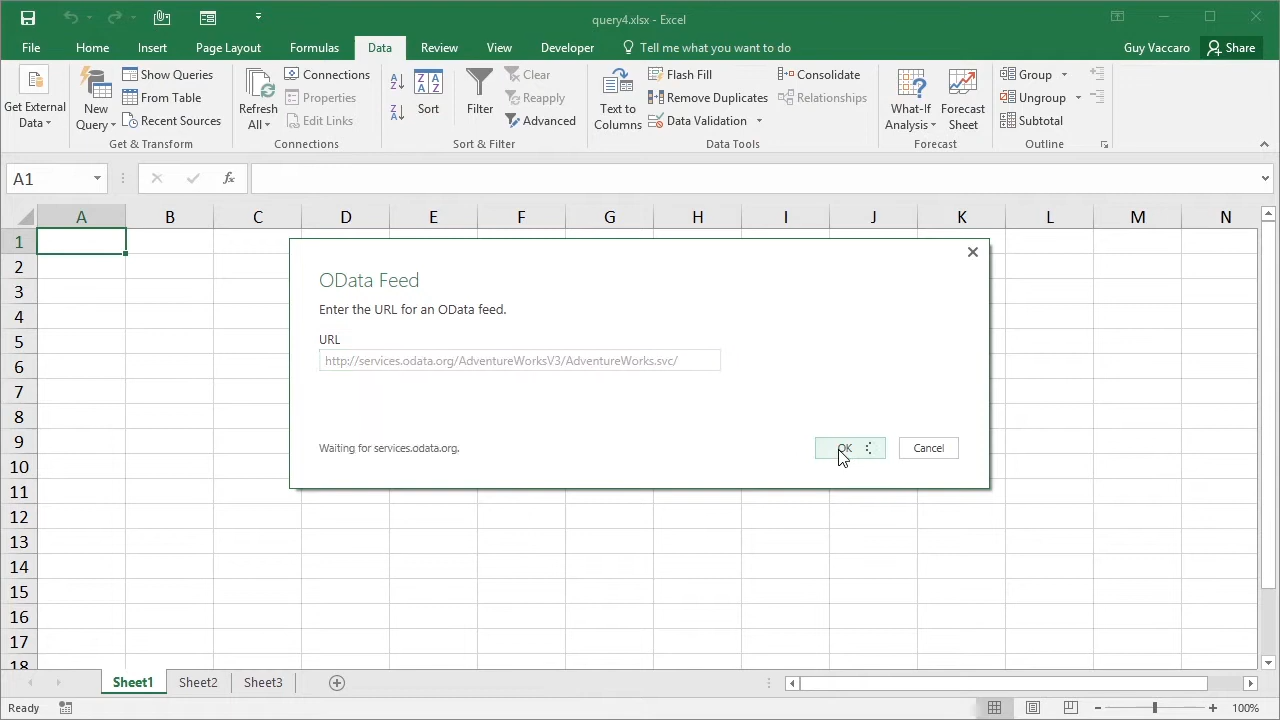 query4.xlsx - Excel
File Home Insert Page Layout Formulas Data Review View Developer Tell me what you want to do Guy Vaccaro Share
Get External Data
New Query
Show Queries
From Table
Recent Sources
Get & Transform
Refresh All
Connections
Properties
Edit Links
Connections
A Z
Z A
Z A A Z
Sort
Filter
Clear
Reapply
Advanced
Sort & Filter
Text to Columns
Flash Fill
Remove Duplicates
Data Validation
Consolidate
Relationships
Data Tools
What-If Analysis
Forecast Sheet
Forecast
Group
Ungroup
Subtotal
Outline
A1
fx
A B C D E F G H I J K L M N
1
2
3
4
5
6
7
8
9
10
11
12
13
14
15
16
17
18
OData Feed
Enter the URL for an OData feed.
URL
http://services.odata.org/AdventureWorksV3/AdventureWorks.svc/
Waiting for services.odata.org.
OK Cancel
Sheet1 Sheet2 Sheet3
Ready
100%